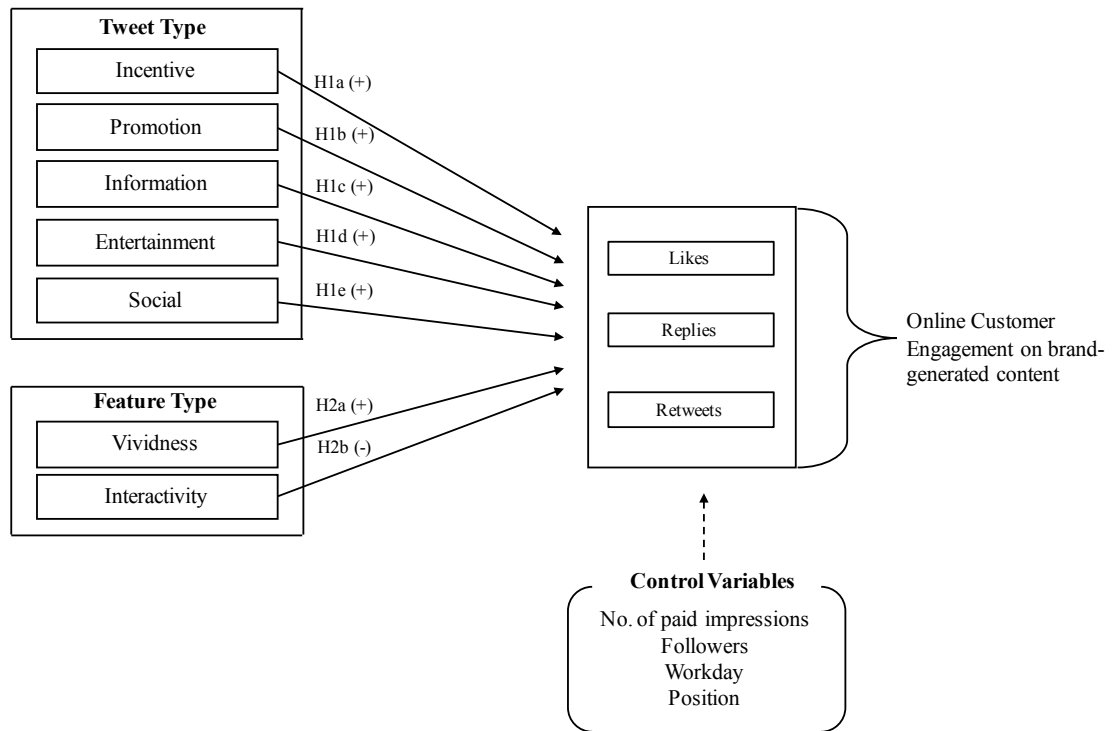 Tweet Type
Incentive
Promotion
Information
Entertainment
Social
H1a (+)
H1b (+)
H1c (+)
H1d (+)
H1e (+)
Feature Type
Vividness
Interactivity
H2a (+)
H2b (-)
Likes
Replies
Retweets
Online Customer
Engagement on brand-
generated content
Control Variables
No. of paid impressions
Followers
Workday
Position